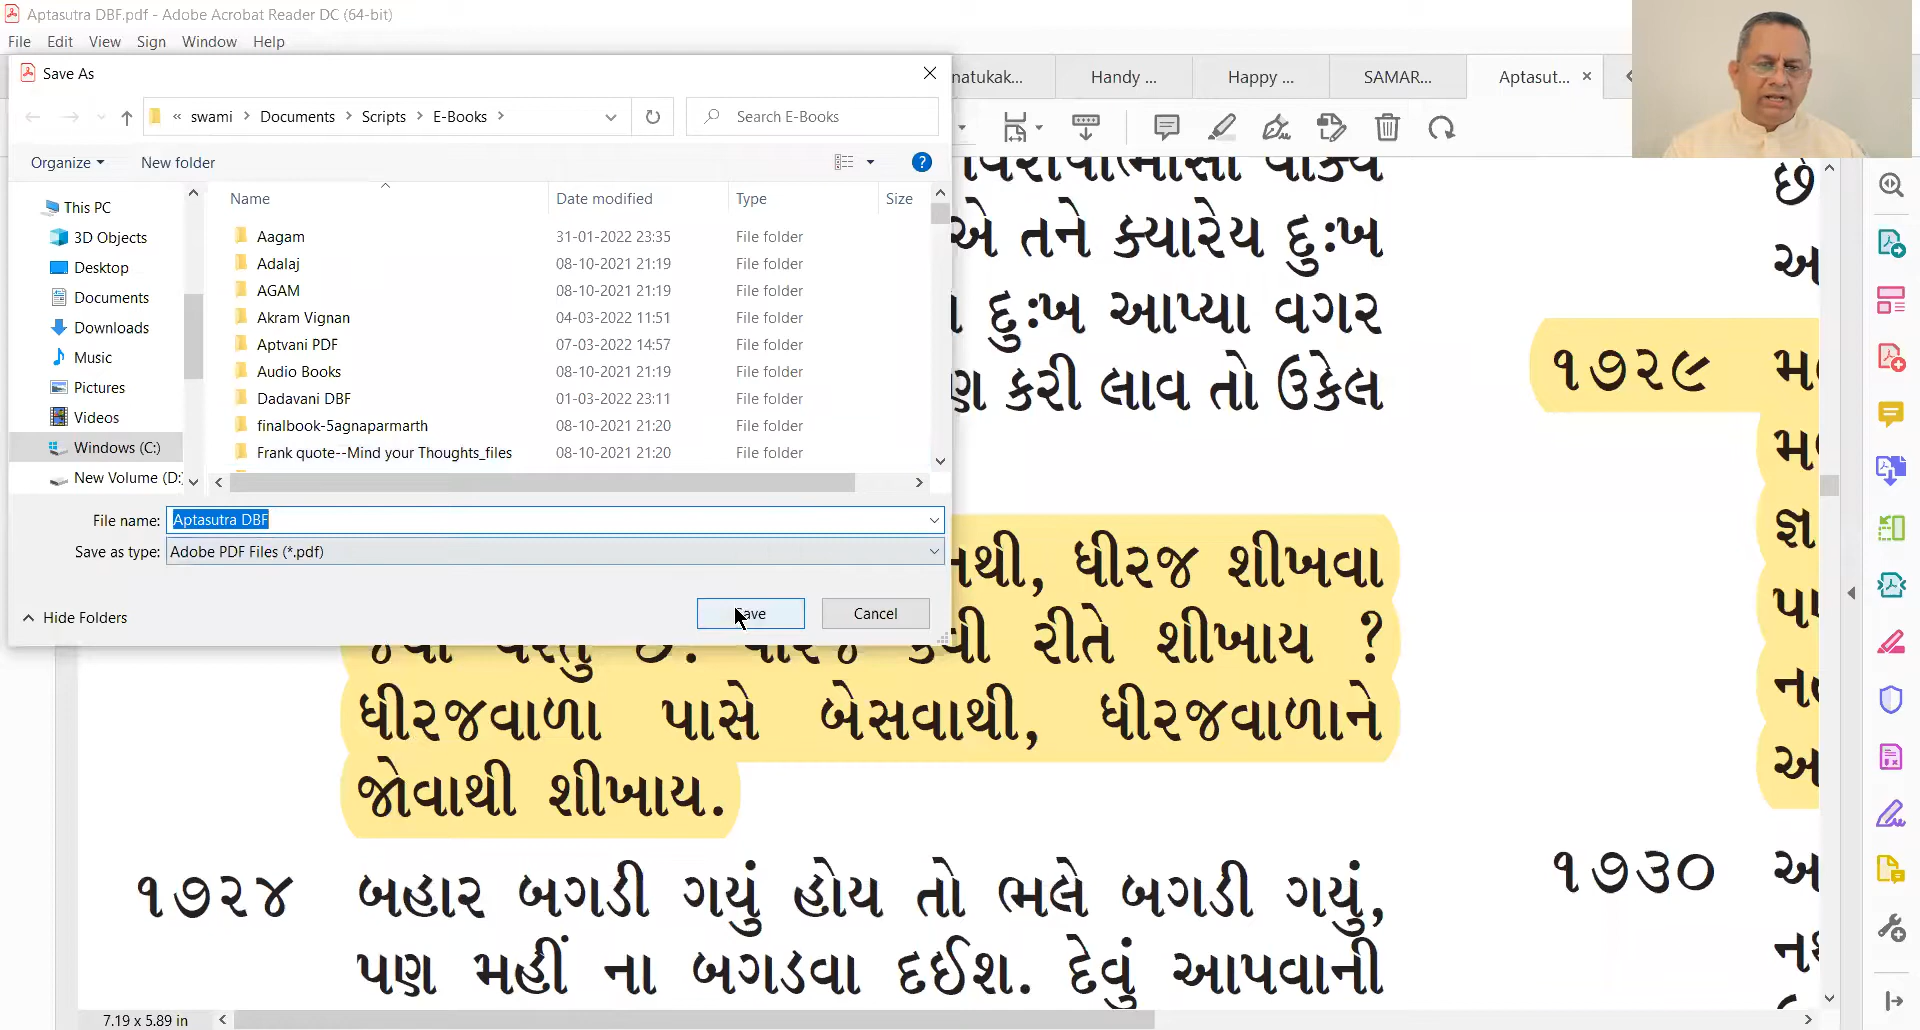 Aptasutra DBF.pdf - Adobe Acrobat Reader DC (64-bit)
File Edit View Sign Window Help
Save As
natukak... Handy ... Happy ... SAMAR... Aptasut...
« swami Documents Scripts E-Books
Search E-Books
Organize New folder
Name Date modified Type Size
This PC
3D Objects
Desktop
Documents
Downloads
Music
Pictures
Videos
Windows (C:)
New Volume (D:
Aagam 31-01-2022 23:35 File folder
Adalaj 08-10-2021 21:19 File folder
AGAM 08-10-2021 21:19 File folder
Akram Vignan 04-03-2022 11:51 File folder
Aptvani PDF 07-03-2022 14:57 File folder
Audio Books 08-10-2021 21:19 File folder
Dadavani DBF 01-03-2022 23:11 File folder
finalbook-5agnaparmarth 08-10-2021 21:20 File folder
Frank quote--Mind your Thoughts_files 08-10-2021 21:20 File folder
File name: Aptasutra DBF
Save as type: Adobe PDF Files (*.pdf)
Hide Folders
Save Cancel
વાક્ય
એ તને ક્યારેય દુઃખ
દુઃખ આપ્યા વગર
કરી લાવ તો ઉકેલ
નથી, ધીરજ શીખવા
રીતે શીખાય ?
ધીરજવાળા પાસે બેસવાથી, ધીરજવાળાને
જોવાથી શીખાય.
૧૭૨૪ બહાર બગડી ગયું હોય તો ભલે બગડી ગયું,
પણ મહીં ના બગડવા દઈશ. દેવું આપવાની
છે
અ
૧૭૨૯
જ્ઞ
૧૭૩૦ અ
7.19 x 5.89 in